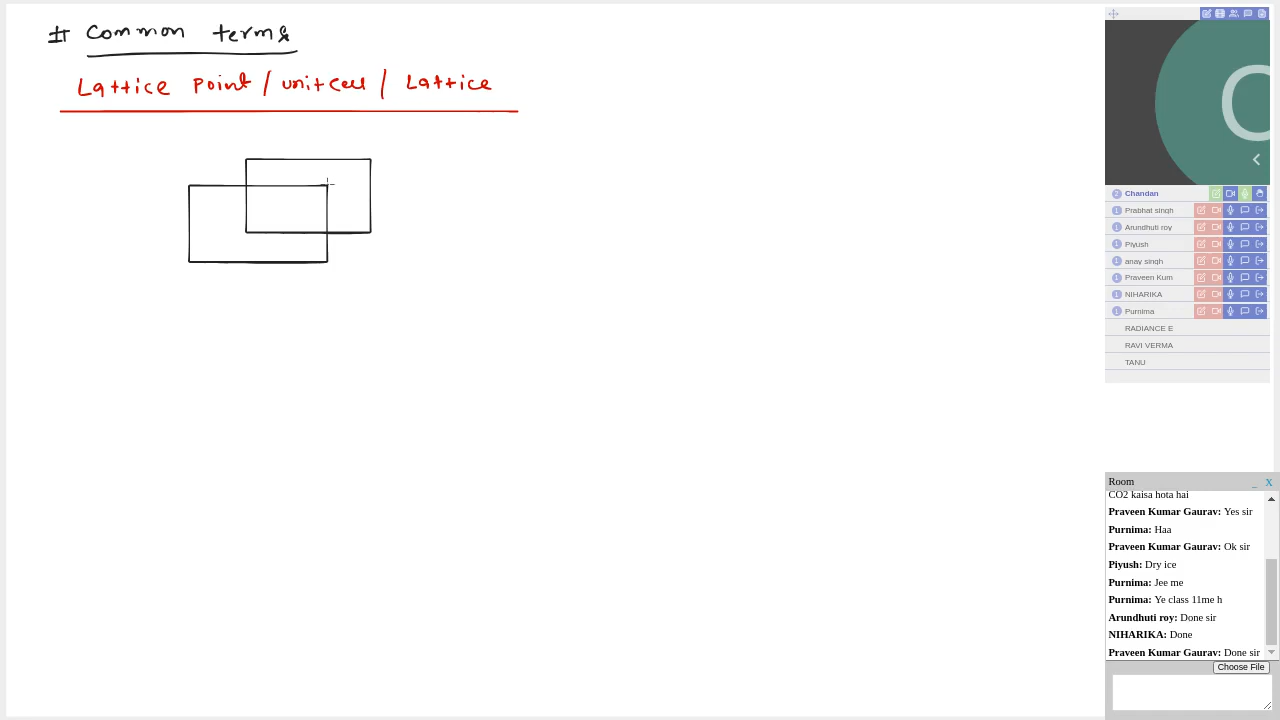 # Common terms
Lattice Point / unit cell / Lattice
C
Chandan
Prabhat singh
Arundhuti roy
Piyush
anay singh
Praveen Kum
NIHARIKA
Purnima
RADIANCE E
RAVI VERMA
TANU
Room _ X
CO2 kaisa hota hai
Praveen Kumar Gaurav: Yes sir
Purnima: Haa
Praveen Kumar Gaurav: Ok sir
Piyush: Dry ice
Purnima: Jee me
Purnima: Ye class 11me h
Arundhuti roy: Done sir
NIHARIKA: Done
Praveen Kumar Gaurav: Done sir
Choose File